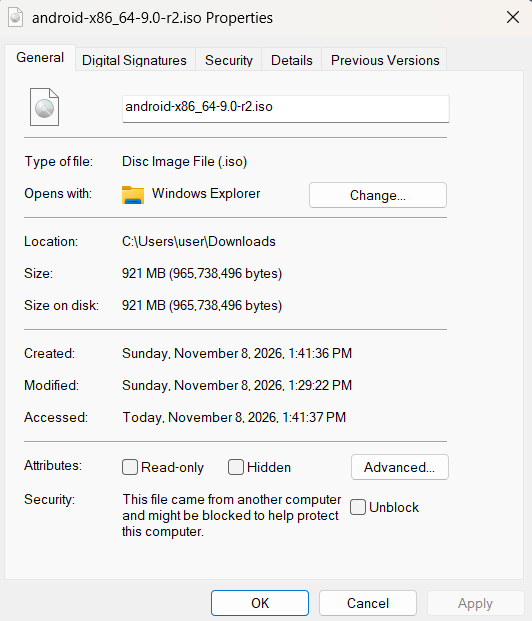 android-x86_64-9.0-r2.iso Properties
General Digital Signatures Security Details Previous Versions
android-x86_64-9.0-r2.iso
Type of file: Disc Image File (.iso)
Opens with: Windows Explorer Change...
Location: C:\Users\user\Downloads
Size: 921 MB (965,738,496 bytes)
Size on disk: 921 MB (965,738,496 bytes)
Created: Sunday, November 8, 2026, 1:41:36 PM
Modified: Sunday, November 8, 2026, 1:29:22 PM
Accessed: Today, November 8, 2026, 1:41:37 PM
Attributes: Read-only Hidden Advanced...
Security: This file came from another computer
and might be blocked to help protect
this computer.
Unblock
OK Cancel Apply